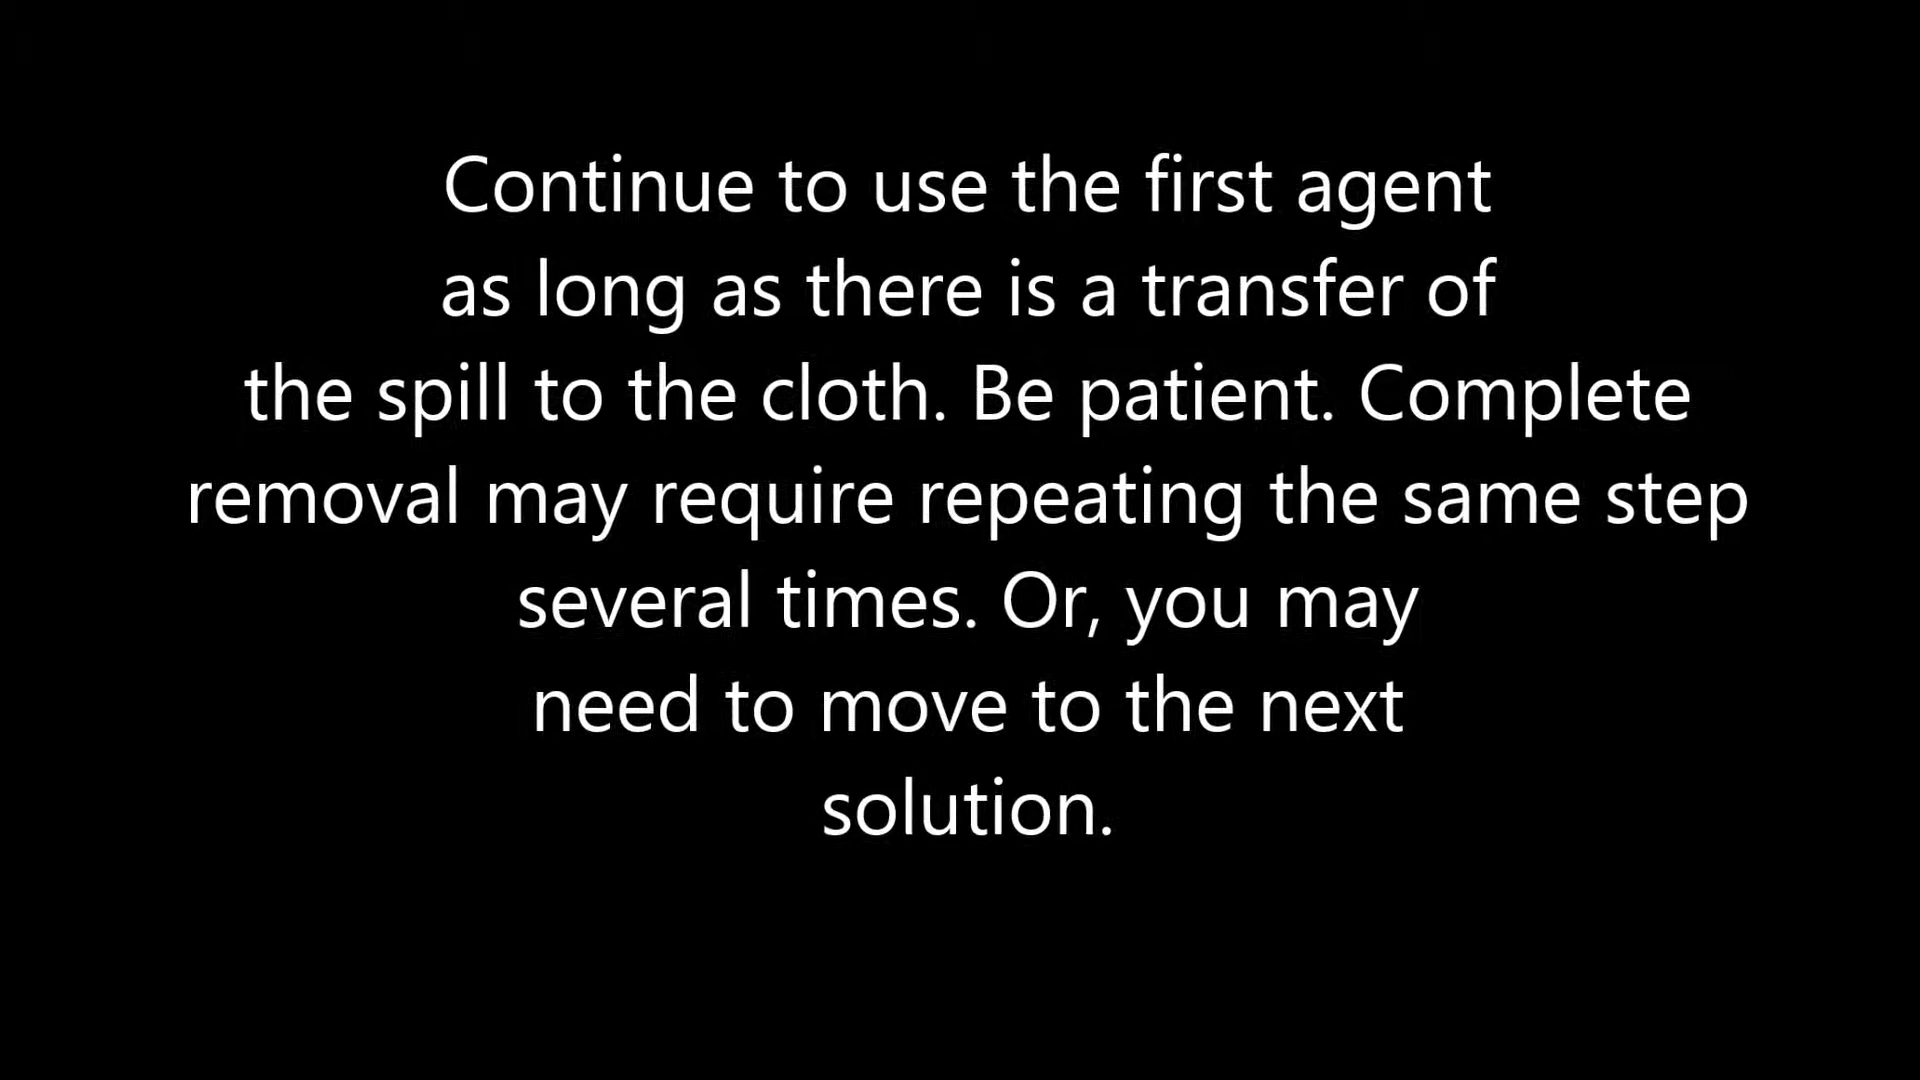 Continue to use the first agent
as long as there is a transfer of
the spill to the cloth. Be patient. Complete
removal may require repeating the same step
several times. Or, you may
need to move to the next
solution.